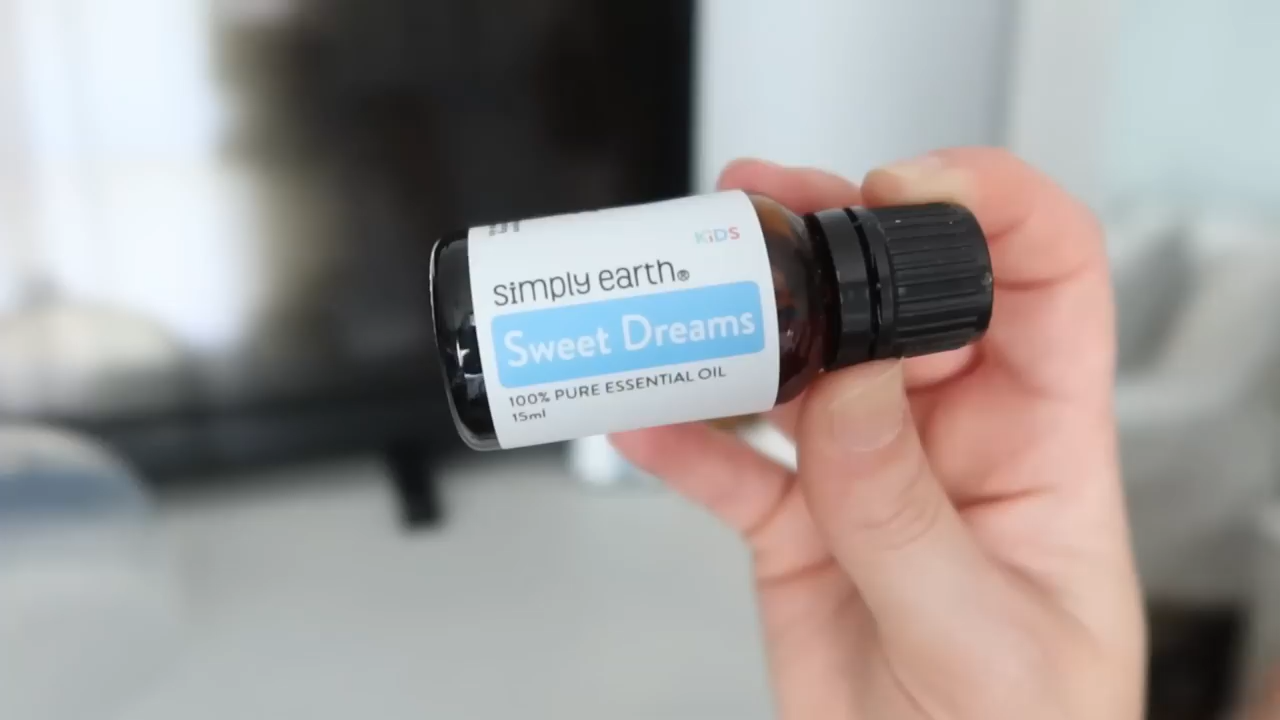 KiDS
simply earth®
Sweet Dreams
100% PURE ESSENTIAL OIL
15ml